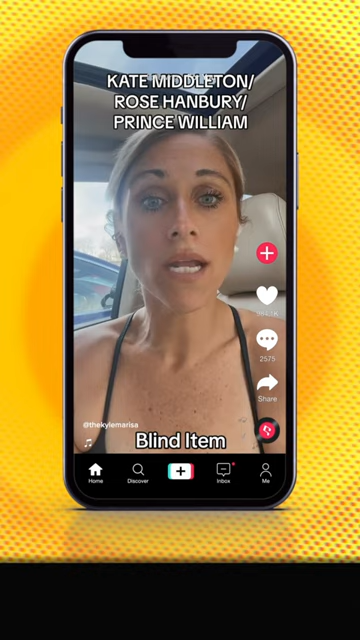 KATE MIDDLETON/
ROSE HANBURY/
PRINCE WILLIAM
2575
Share
@thekylemarisa
Blind Item
Home
Discover
Inbox
Me